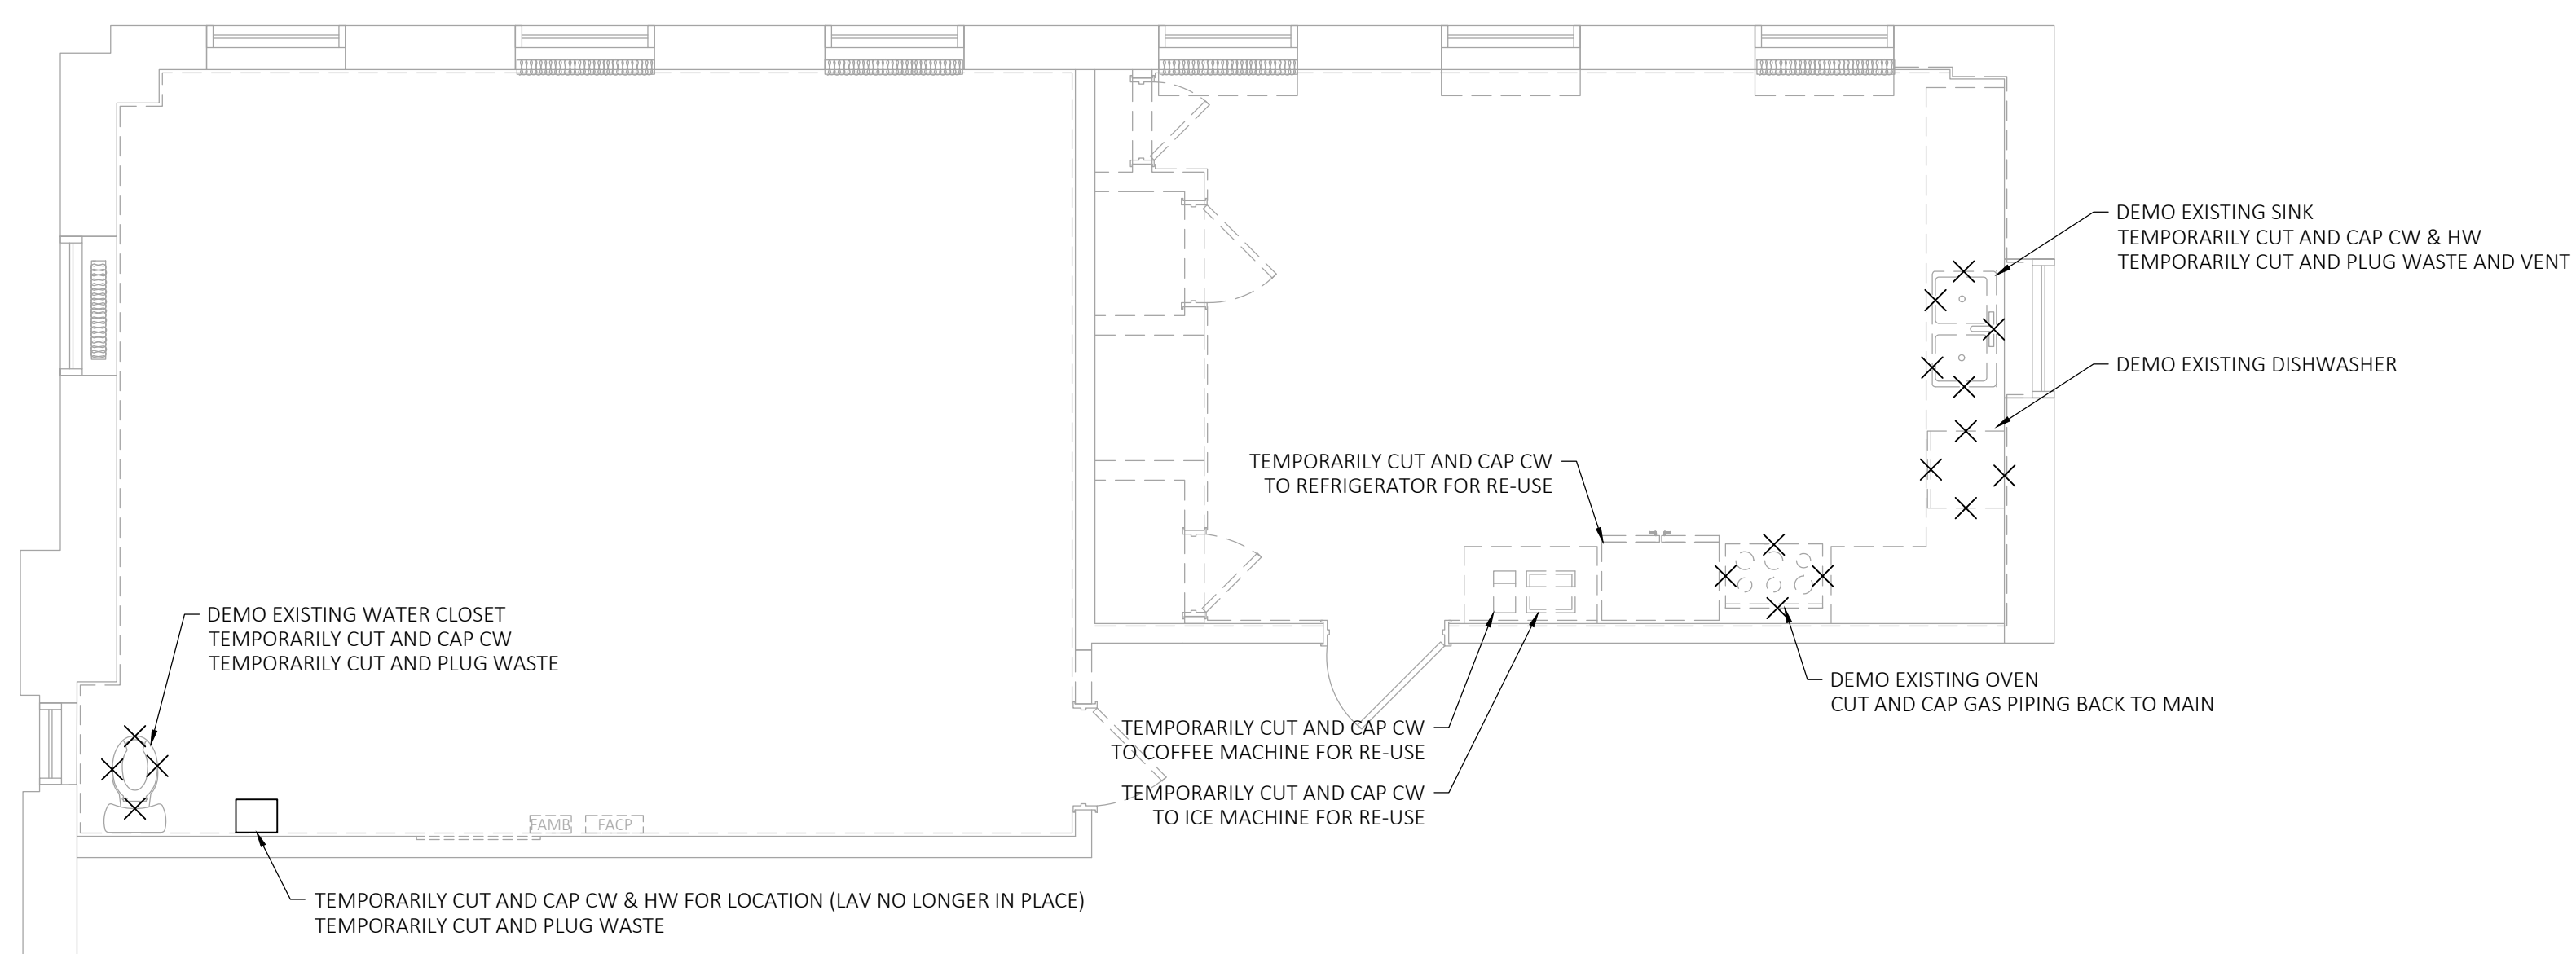 DEMO EXISTING SINK
TEMPORARILY CUT AND CAP CW & HW
TEMPORARILY CUT AND PLUG WASTE AND VENT
DEMO EXISTING DISHWASHER
TEMPORARILY CUT AND CAP CW
TO REFRIGERATOR FOR RE-USE
DEMO EXISTING WATER CLOSET
TEMPORARILY CUT AND CAP CW
TEMPORARILY CUT AND PLUG WASTE
DEMO EXISTING OVEN
CUT AND CAP GAS PIPING BACK TO MAIN
TEMPORARILY CUT AND CAP CW
TO COFFEE MACHINE FOR RE-USE
TEMPORARILY CUT AND CAP CW
TO ICE MACHINE FOR RE-USE
FAMB
FACP
TEMPORARILY CUT AND CAP CW & HW FOR LOCATION (LAV NO LONGER IN PLACE)
TEMPORARILY CUT AND PLUG WASTE